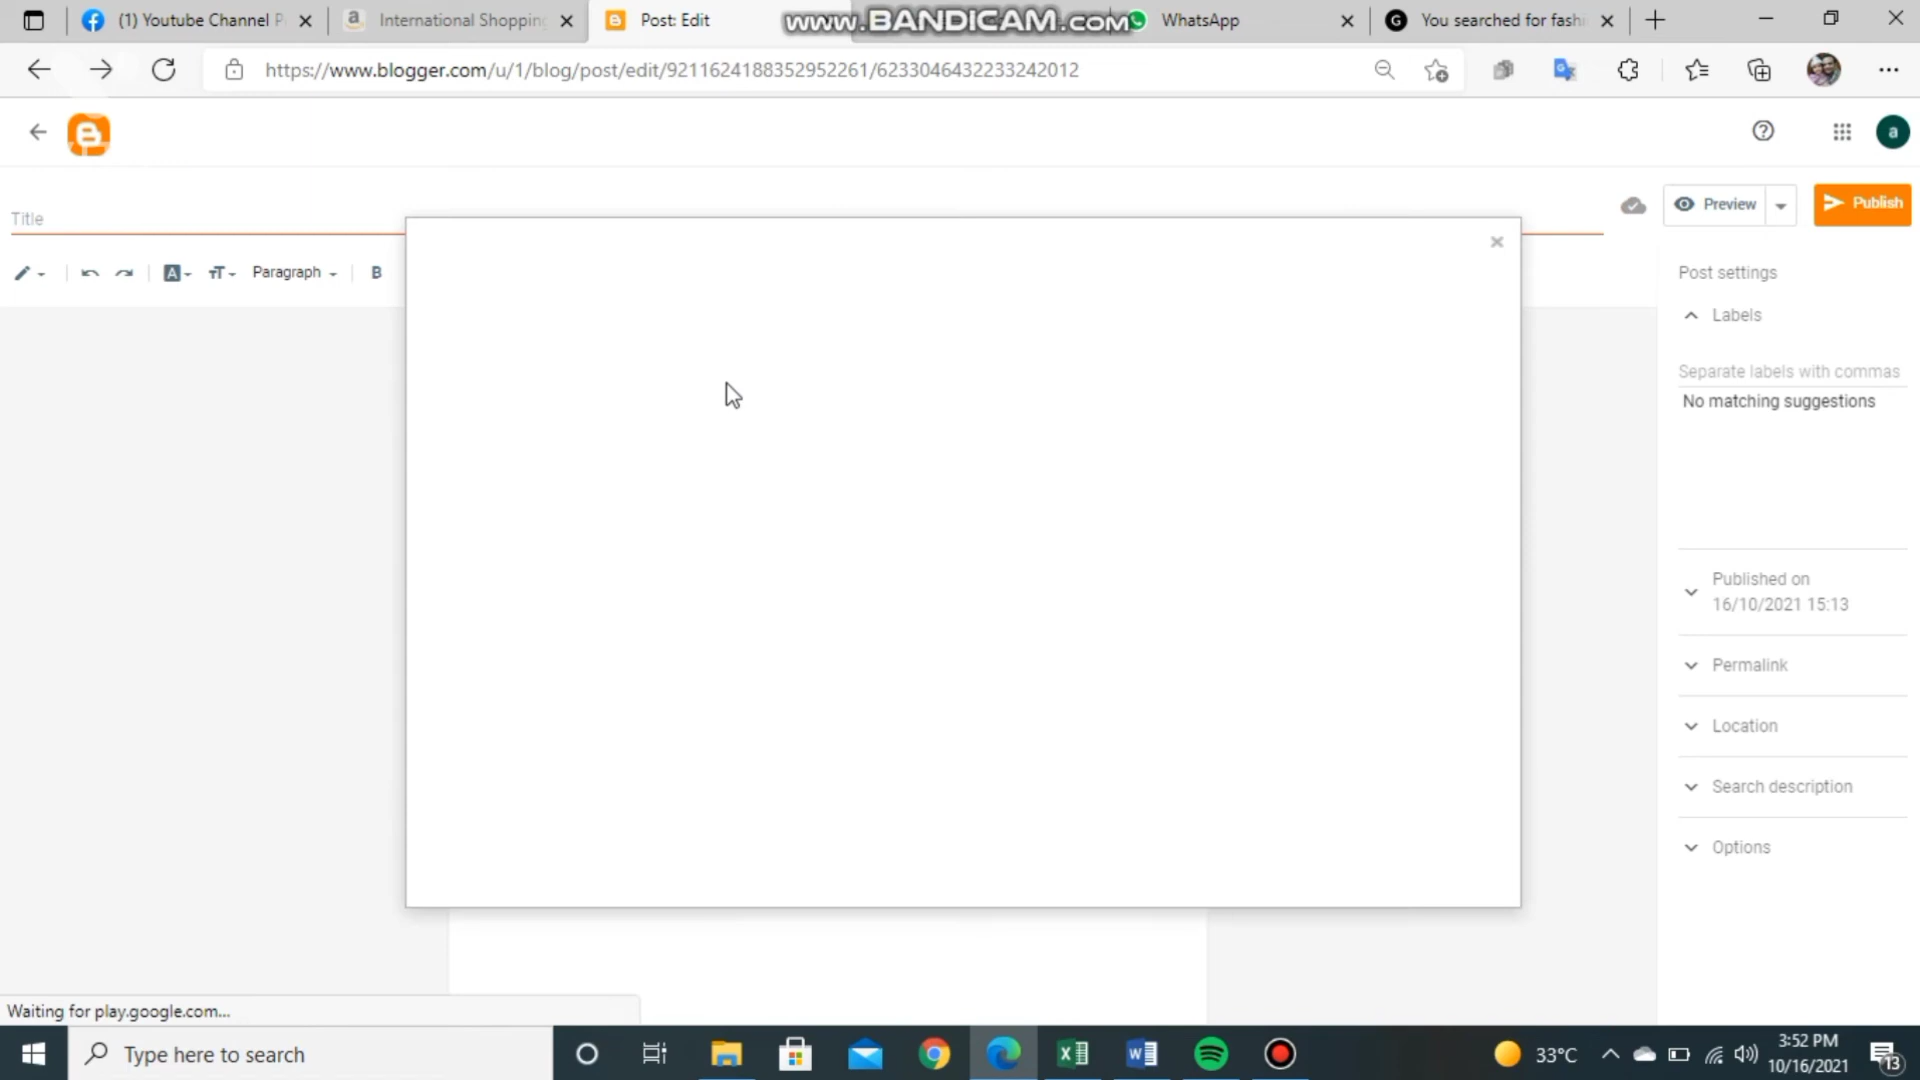 (1) Youtube Channel P
International Shopping
Post: Edit
www.BANDICAM.com
WhatsApp
You searched for fashi
https://www.blogger.com/u/1/blog/post/edit/9211624188352952261/6233046432233242012
a
Title
Preview
Publish
Paragraph
B
Post settings
Labels
Separate labels with commas
No matching suggestions
Published on
16/10/2021 15:13
Permalink
Location
Search description
Options
Waiting for play.google.com...
Type here to search
33°C
3:52 PM
10/16/2021
13